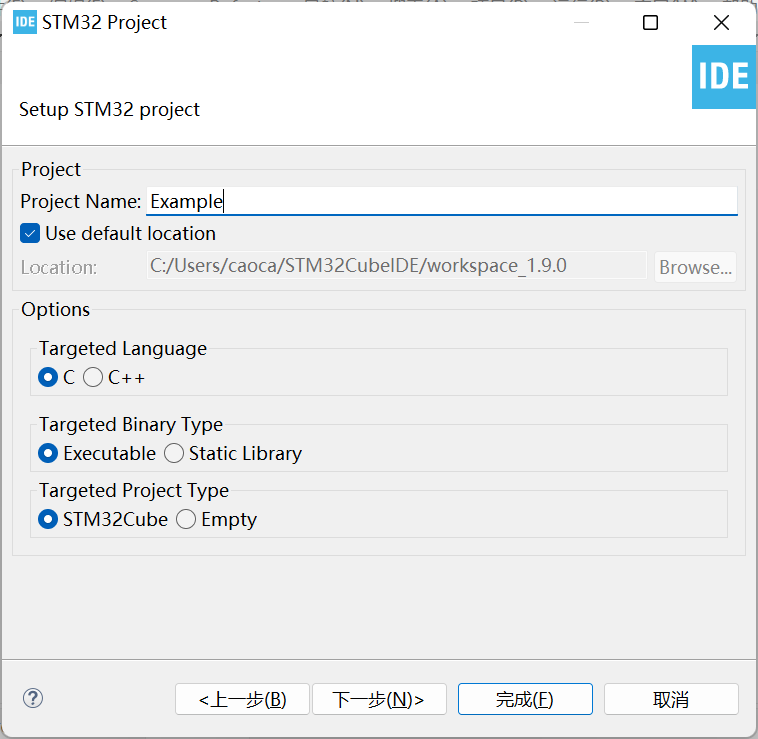 IDE STM32 Project
IDE
Setup STM32 project
Project
Project Name: Example
Use default location
Location: C:/Users/caoca/STM32CubeIDE/workspace_1.9.0 Browse...
Options
Targeted Language
C C++
Targeted Binary Type
Executable Static Library
Targeted Project Type
STM32Cube Empty
? <上一步(B) 下一步(N)> 完成(F) 取消